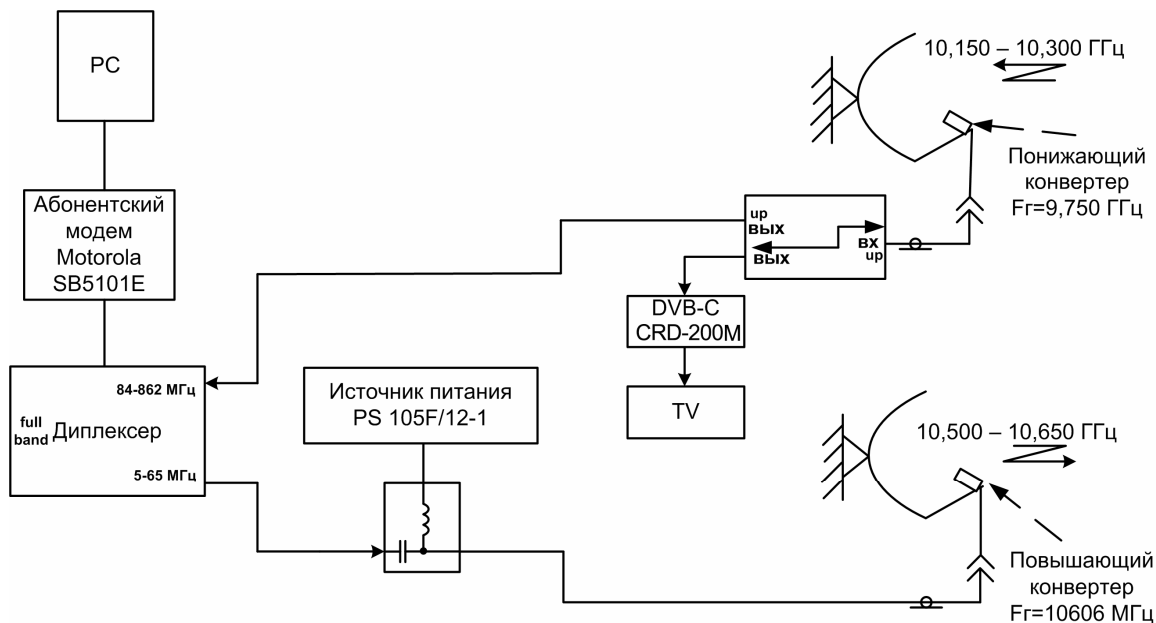 PC
Абонентский
модем
Motorola
SB5101E
84-862 МГц
full
band
Диплексер
5-65 МГц
Источник питания
PS 105F/12-1
up
вых
вых
вх
up
DVB-C
CRD-200M
TV
10,150 – 10,300 ГГц
Понижающий
конвертер
Fг=9,750 ГГц
10,500 – 10,650 ГГц
Повышающий
конвертер
Fг=10606 МГц